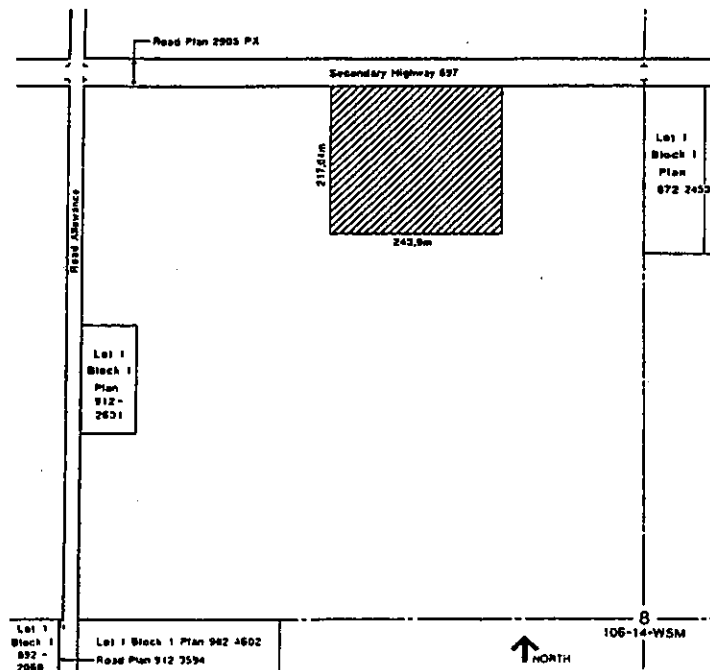 Road Plan 2905 PX
Secondary Highway 697
217.04m
243.9m
Lot 1
Block 1
Plan
872 2453
Road Allowance
Lot 1
Block 1
Plan
912-
2631
Lot 1
Block 1
892-
2068
Lot 1 Block 1 Plan 982 4602
Road Plan 912 3594
8
106-14-W5M
NORTH